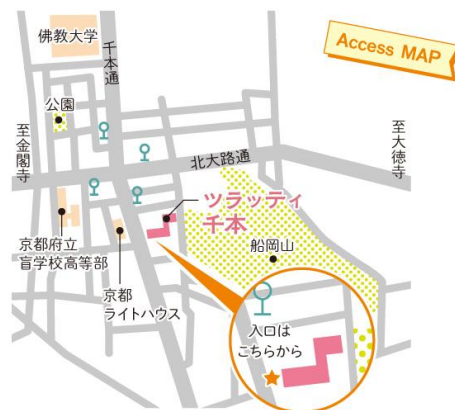 佛教大学
千本通
Access MAP
公園
至金閣寺
北大路通
至大徳寺
ツラッティ
千本
京都府立
盲学校高等部
船岡山
京都
ライトハウス
入口は
こちらから